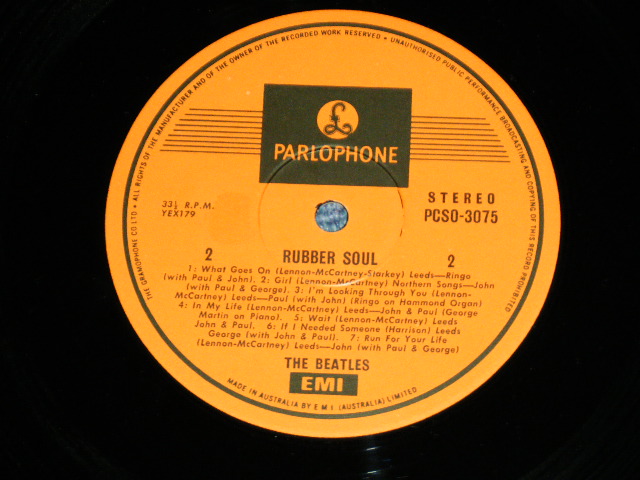 ALL RIGHTS OF THE MANUFACTURER AND OF THE OWNER OF THE RECORDED WORK RESERVED • UNAUTHORISED PUBLIC PERFORMANCE BROADCASTING AND COPYING OF THIS RECORD PROHIBITED
£
PARLOPHONE
33⅓ R.P.M.
YEX179
STEREO
PCSO-3075
2 RUBBER SOUL 2
1: What Goes On (Lennon-McCartney-Starkey) Leeds—Ringo
(with Paul & John). 2: Girl (Lennon-McCartney) Northern Songs—John
(with Paul & George). 3: I'm Looking Through You (Lennon-
McCartney) Leeds—Paul (with John) (Ringo on Hammond Organ)
4: In My Life (Lennon-McCartney) Leeds—John & Paul (George
Martin on Piano). 5: Wait (Lennon-McCartney) Leeds
John & Paul. 6: If I Needed Someone (Harrison) Leeds
George (with John & Paul). 7: Run For Your Life
(Lennon-McCartney) Leeds—John (with Paul & George)
THE BEATLES
EMI
THE GRAMOPHONE CO LTD •
MADE IN AUSTRALIA BY E M I (AUSTRALIA) LIMITED